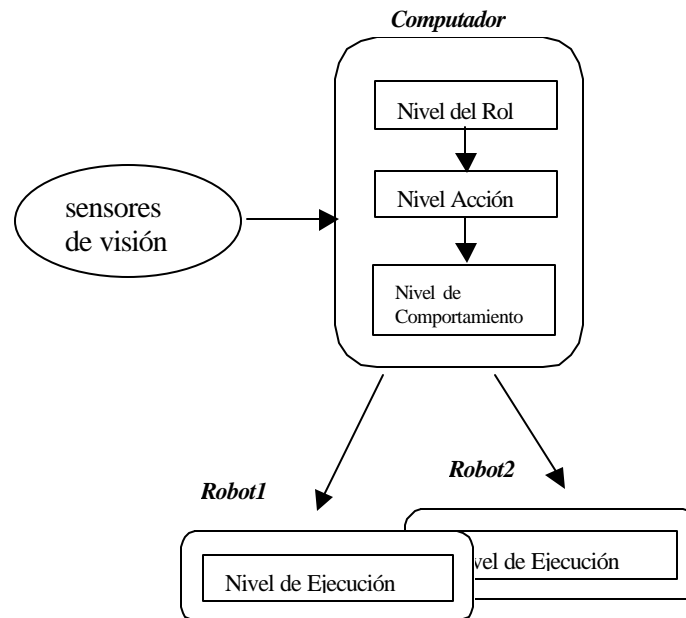 Computador
Nivel del Rol
Nivel Acción
sensores
de visión
Nivel de
Comportamiento
Robot1
Robot2
Nivel de Ejecución
vel de Ejecución